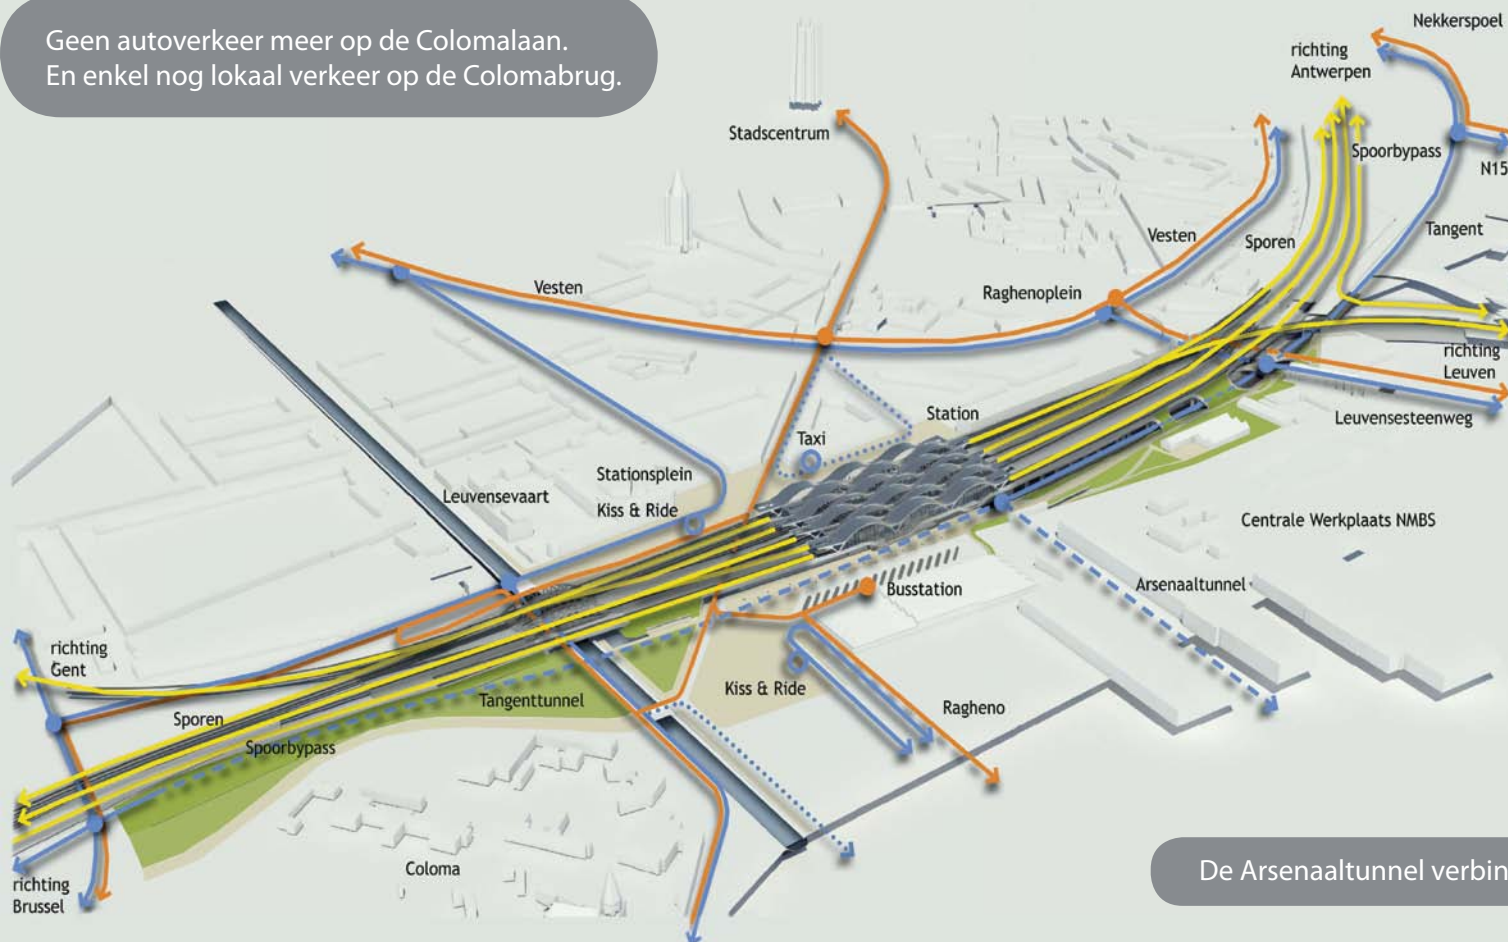 Geen autoverkeer meer op de Colomalaan.
En enkel nog lokaal verkeer op de Colomabrug.
Nekkerspoel
richting
Antwerpen
Stadscentrum
Spoorbypass
N15
Vesten
Sporen
Tangent
Vesten
Raghenoplein
richting
Leuven
Leuvensesteenweg
Station
Taxi
Stationsplein
Kiss & Ride
Leuvensevaart
Centrale Werkplaats NMBS
Busstation
Arsenaaltunnel
richting
Gent
Kiss & Ride
Tangenttunnel
Ragheno
Sporen
Spoorbypass
Coloma
De Arsenaaltunnel verbin
richting
Brussel